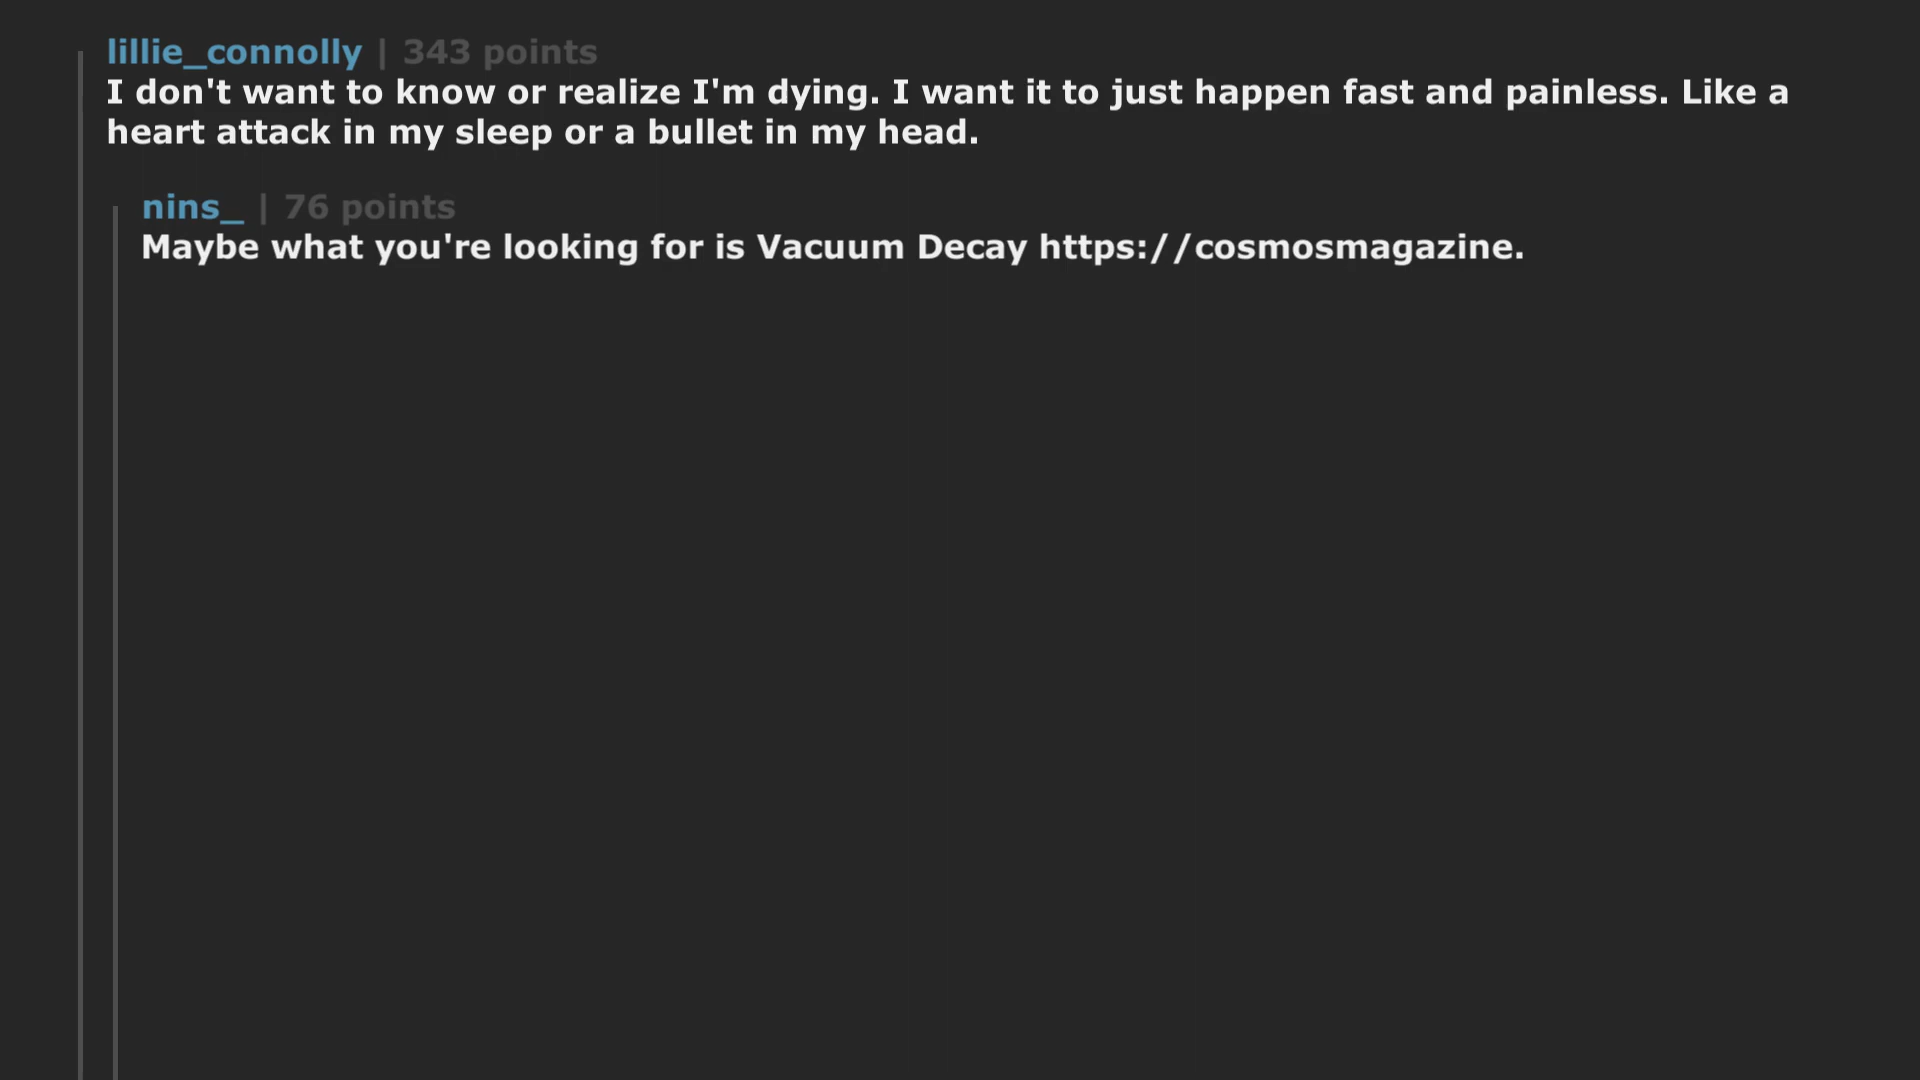 lillie_connolly | 343 points
I don't want to know or realize I'm dying. I want it to just happen fast and painless. Like a
heart attack in my sleep or a bullet in my head.
nins_ | 76 points
Maybe what you're looking for is Vacuum Decay https://cosmosmagazine.